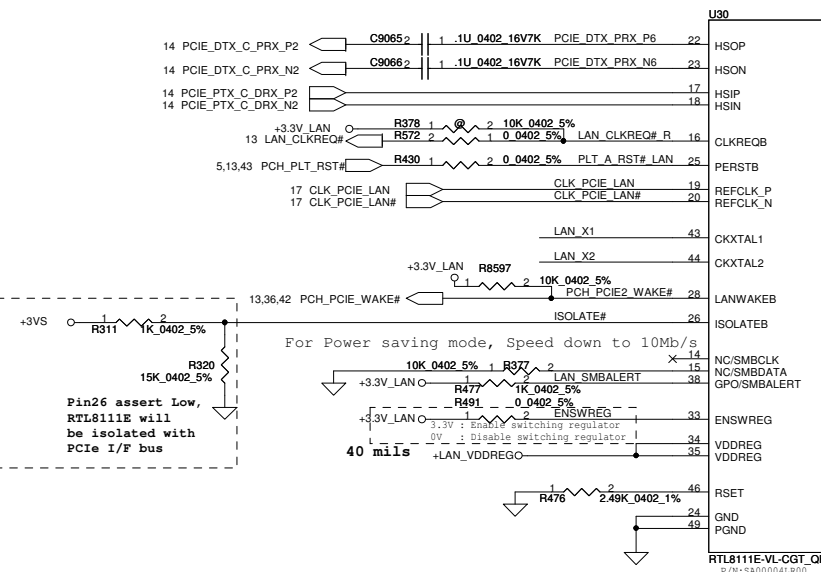 U30
14 PCIE_DTX_C_PRX_P2 C9065 2 1 .1U_0402_16V7K PCIE_DTX_PRX_P6 22 HSOP
14 PCIE_DTX_C_PRX_N2 C9066 2 1 .1U_0402_16V7K PCIE_DTX_PRX_N6 23 HSON
14 PCIE_PTX_C_DRX_P2 17 HSIP
14 PCIE_PTX_C_DRX_N2 18 HSIN
+3.3V_LAN R378 1 @ 2 10K_0402_5%
13 LAN_CLKREQ# R572 1 2 0_0402_5% LAN_CLKREQ#_R 16 CLKREQB
5,13,43 PCH_PLT_RST# R430 1 2 0_0402_5% PLT_A_RST#_LAN 25 PERSTB
17 CLK_PCIE_LAN CLK_PCIE_LAN 19 REFCLK_P
17 CLK_PCIE_LAN# CLK_PCIE_LAN# 20 REFCLK_N
LAN_X1 43 CKXTAL1
LAN_X2 44 CKXTAL2
+3.3V_LAN R8597
1 2 10K_0402_5%
13,36,42 PCH_PCIE_WAKE# PCH_PCIE2_WAKE# 28 LANWAKEB
+3VS 1 2 ISOLATE# 26 ISOLATEB
R311 1K_0402_5%
For Power saving mode, Speed down to 10Mb/s
14 NC/SMBCLK
R320
15K_0402_5%
10K_0402_5% R377 1 2 15 NC/SMBDATA
+3.3V_LAN 1 2 LAN_SMBALERT 38 GPO/SMBALERT
R477 1K_0402_5%
R491 0_0402_5%
+3.3V_LAN 1 2 ENSWREG 33 ENSWREG
3.3V : Enable switching regulator
0V : Disable switching regulator
Pin26 assert Low,
RTL8111E will
be isolated with
PCIe I/F bus
34 VDDREG
40 mils +LAN_VDDREG 35 VDDREG
1 2 46 RSET
R476 2.49K_0402_1%
24 GND
49 PGND
RTL8111E-VL-CGT_Q
P/N:SA00004LR00